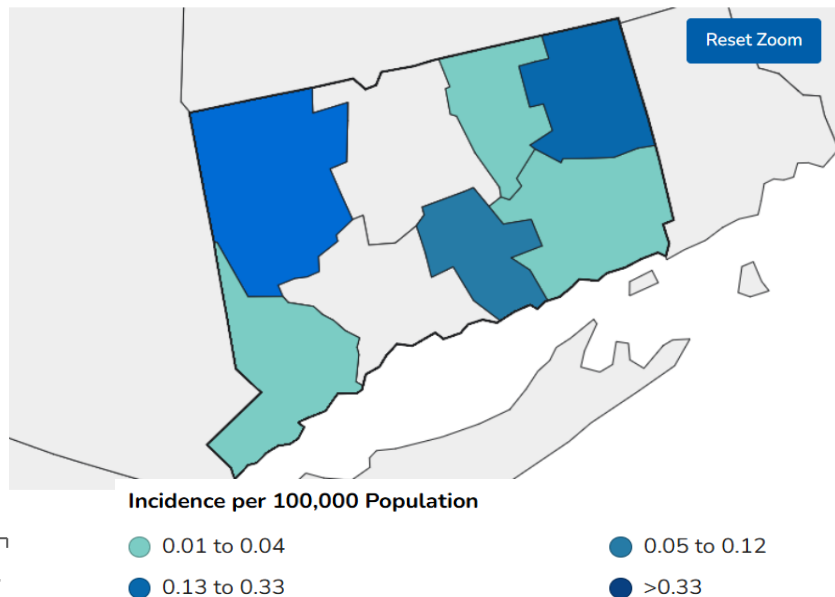 Reset Zoom
Incidence per 100,000 Population
0.01 to 0.04
0.05 to 0.12
0.13 to 0.33
>0.33